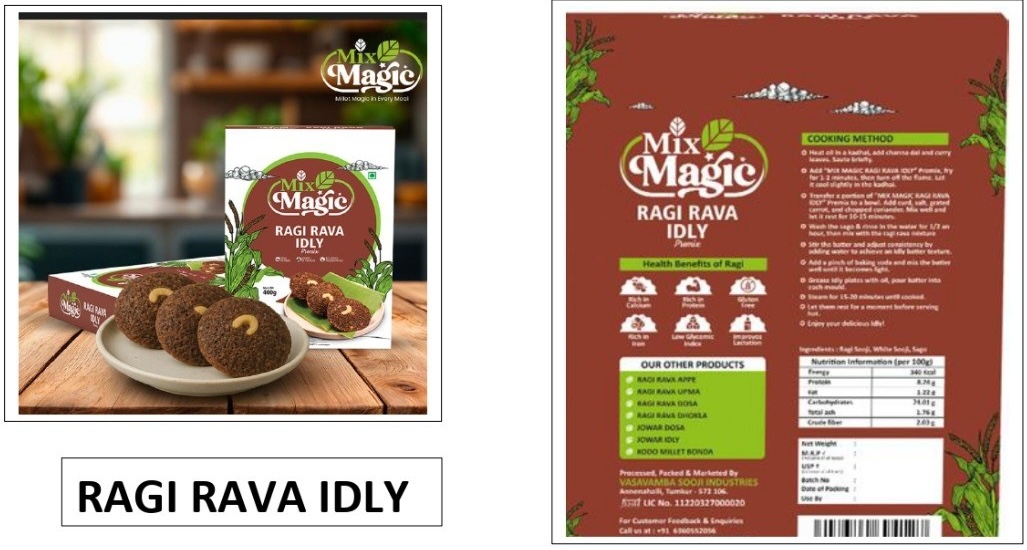 Mix
Magic
Millet Magic in Every Meal
Mix
Magic
RAGI RAVA
IDLY
Premix
400g
Mix
Magic
RAGI RAVA
IDLY
RAGI RAVA IDLY
Mix
Magic
RAGI RAVA
IDLY
Premix
Health Benefits of Ragi
Rich in
Calcium
Rich in
Protein
Gluten
Free
Rich in
Iron
Low Glycemic
Index
Improves
Lactation
OUR OTHER PRODUCTS
RAGI RAVA APPE
RAGI RAVA UPMA
RAGI RAVA DOSA
RAGI RAVA DHOKLA
JOWAR DOSA
JOWAR IDLY
KODO MILLET BONDA
Processed, Packed & Marketed By
VASAVAMBA SOOJI INDUSTRIES
Annenahalli, Tumkur - 572 106.
fssai LIC No. 11220327000020
For Customer Feedback & Enquiries
Call us at : +91 6360552056
COOKING METHOD
Heat oil in a kadhai, add channa dal and curry
leaves. Saute briefly.
Add "MIX MAGIC RAGI RAVA IDLY" Premix, fry
for 1-2 minutes, then turn off the flame. Let
it cool slightly in the kadhai.
Transfer a portion of "MIX MAGIC RAGI RAVA
IDLY" Premix to a bowl. Add curd, salt, grated
carrot, and chopped coriander. Mix well and
let it rest for 10-15 minutes.
Wash the sago & rinse in the water for 1/2 an
hour, then mix with the ragi rava mixture
Stir the batter and adjust consistency by
adding water to achieve an idly batter texture.
Add a pinch of baking soda and mix the batter
well until it becomes light.
Grease idly plates with oil, pour batter into
each mould.
Steam for 15-20 minutes until cooked.
Let them rest for a moment before serving
hot.
Enjoy your delicious Idly!
Ingredients : Ragi Sooji, White Sooji, Sago
Nutrition Information (per 100g)
Energy 340 Kcal
Protein
Fat
Carbohydrates
Total ash 1.76 g
Crude fiber 2.03 g
Net Weight :
M.R.P ₹ :
USP ₹ :
Batch No :
Date of Packing :
Use By :